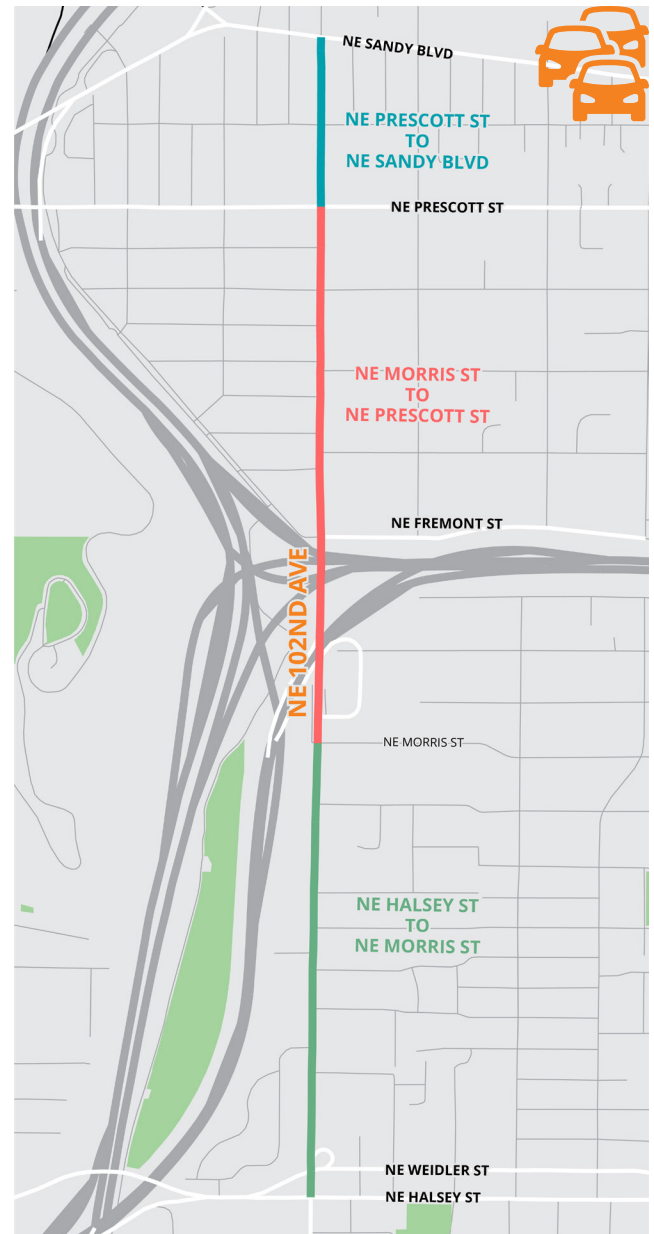 NE SANDY BLVD
NE PRESCOTT ST
TO
NE SANDY BLVD
NE PRESCOTT ST
NE MORRIS ST
TO
NE PRESCOTT ST
NE FREMONT ST
NE 102ND AVE
NE MORRIS ST
NE HALSEY ST
TO
NE MORRIS ST
NE WEIDLER ST
NE HALSEY ST